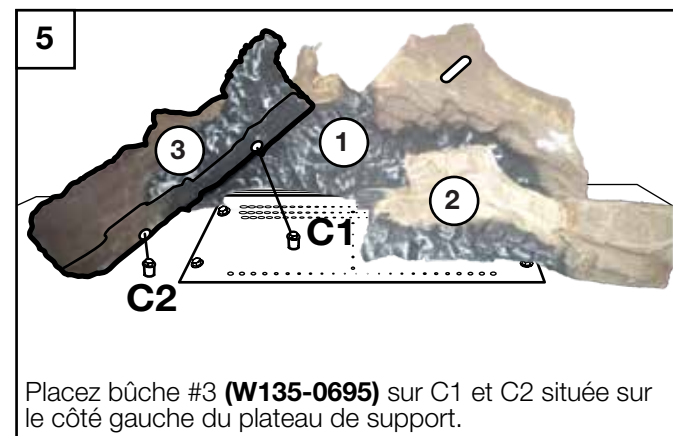 5
3
1
2
C1
C2
Placez bûche #3 (W135-0695) sur C1 et C2 située sur
le côté gauche du plateau de support.